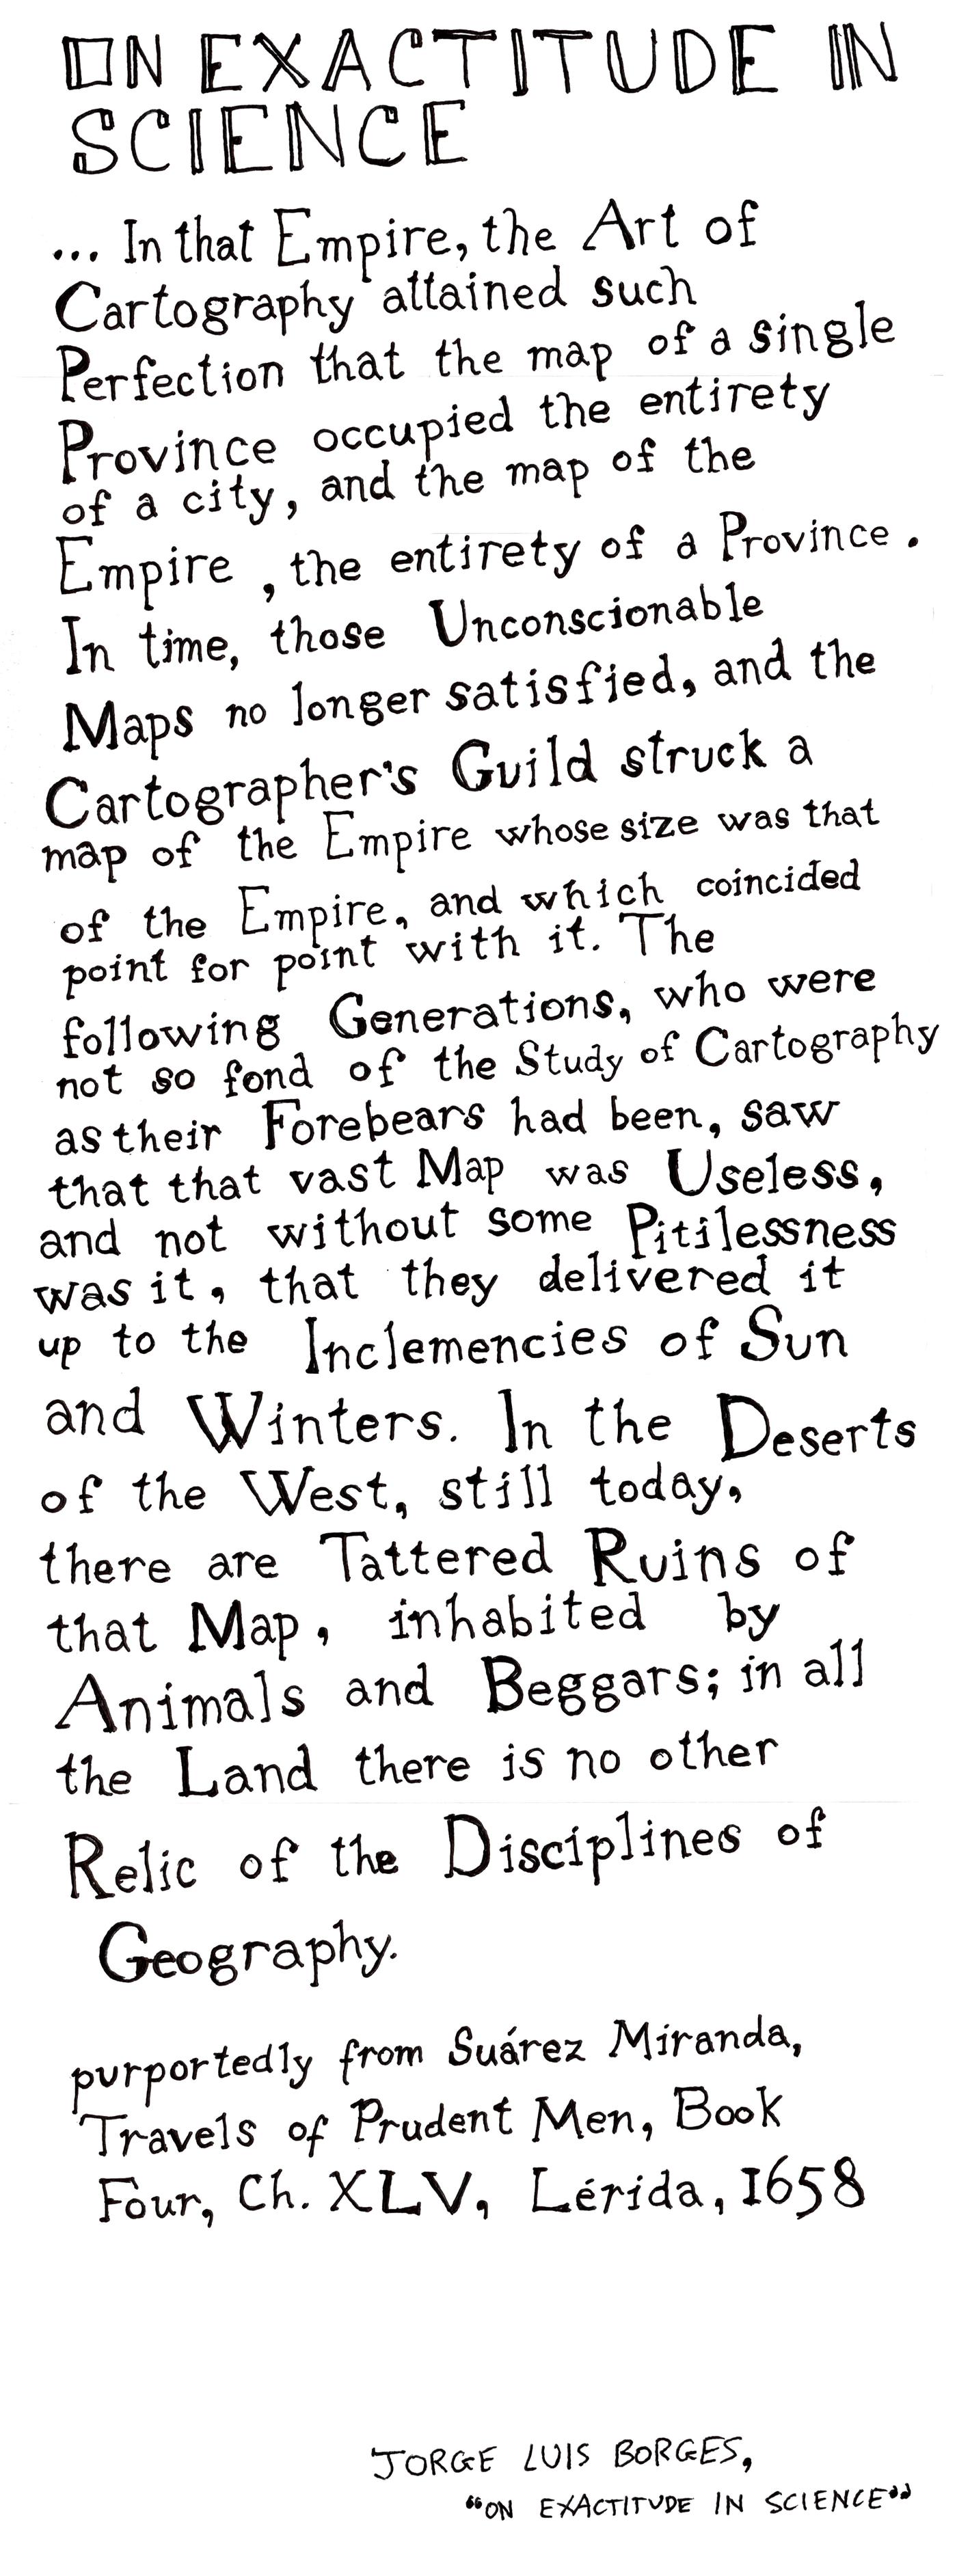 ON EXACTITUDE IN
SCIENCE
... In that Empire, the Art of
Cartography attained such
Perfection that the map of a single
Province occupied the entirety
of a city, and the map of the
Empire, the entirety of a Province.
In time, those Unconscionable
Maps no longer satisfied, and the
Cartographer's Guild struck a
map of the Empire whose size was that
of the Empire, and which coincided
point for point with it. The
following Generations, who were
not so fond of the Study of Cartography
as their Forebears had been, saw
that that vast Map was Useless,
and not without some Pitilessness
was it, that they delivered it
up to the Inclemencies of Sun
and Winters. In the Deserts
of the West, still today,
there are Tattered Ruins of
that Map, inhabited by
Animals and Beggars; in all
the Land there is no other
Relic of the Disciplines of
Geography.
purportedly from Suárez Miranda,
Travels of Prudent Men, Book
Four, Ch. XLV, Lérida, 1658
JORGE LUIS BORGES,
"ON EXACTITUDE IN SCIENCE"